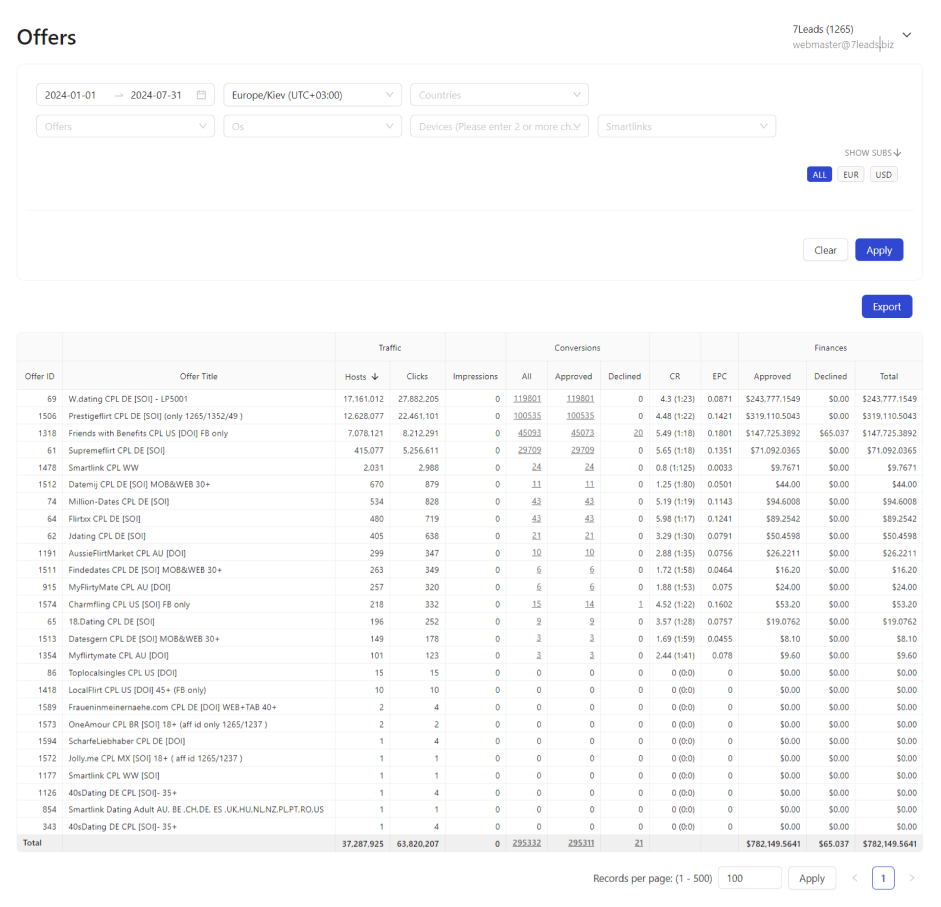 Offers
7Leads (1265)
webmaster@7leads.biz
2024-01-01 → 2024-07-31 Europe/Kiev (UTC+03:00) Countries
Offers Os Devices (Please enter 2 or more ch. Smartlinks
SHOW SUBS↓
ALL EUR USD
Clear Apply
Export
Traffic Conversions Finances
Offer ID Offer Title Hosts ↓ Clicks Impressions All Approved Declined CR EPC Approved Declined Total
69 W.dating CPL DE [SOI] - LP5001 17,161.012 27,882,205 0 119801 119801 0 4.3 (1:23) 0.0871 $243,777.1549 $0.00 $243,777.1549
1506 Prestigeflirt CPL DE [SOI] (only 1265/1352/49 ) 12,628.077 22,461,101 0 100535 100535 0 4.48 (1:22) 0.1421 $319,110.5043 $0.00 $319,110.5043
1318 Friends with Benefits CPL US [DOI] FB only 7,078,121 8,212,291 0 45093 45073 20 5.49 (1:18) 0.1801 $147,725.3892 $65.037 $147,725.3892
61 Supremeflirt CPL DE [SOI] 415,077 5,256,611 0 29709 29709 0 5.65 (1:18) 0.1351 $71,092.0365 $0.00 $71,092.0365
1478 Smartlink CPL WW 2.031 2.988 0 24 24 0 0.8 (1:125) 0.0033 $9.7671 $0.00 $9.7671
1512 Datemij CPL DE [SOI] MOB&WEB 30+ 670 879 0 11 11 0 1.25 (1:80) 0.0501 $44.00 $0.00 $44.00
74 Million-Dates CPL DE [SOI] 534 828 0 43 43 0 5.19 (1:19) 0.1143 $94.6008 $0.00 $94.6008
64 Flirtxx CPL DE [SOI] 480 719 0 43 43 0 5.98 (1:17) 0.1241 $89.2542 $0.00 $89.2542
62 Jdating CPL DE [SOI] 405 638 0 21 21 0 3.29 (1:30) 0.0791 $50.4598 $0.00 $50.4598
1191 AussieFlirtMarket CPL AU [DOI] 299 347 0 10 10 0 2.88 (1:35) 0.0756 $26.2211 $0.00 $26.2211
1511 Findedates CPL DE [SOI] MOB&WEB 30+ 263 349 0 6 6 0 1.72 (1:58) 0.0464 $16.20 $0.00 $16.20
915 MyFlirtyMate CPL AU [DOI] 257 320 0 6 6 0 1.88 (1:53) 0.075 $24.00 $0.00 $24.00
1574 Charmfling CPL US [SOI] FB only 218 332 0 15 14 1 4.52 (1:22) 0.1602 $53.20 $0.00 $53.20
65 18.Dating CPL DE [SOI] 196 252 0 9 9 0 3.57 (1:28) 0.0757 $19.0762 $0.00 $19.0762
1513 Datesgern CPL DE [SOI] MOB&WEB 30+ 149 178 0 3 3 0 1.69 (1:59) 0.0455 $8.10 $0.00 $8.10
1354 Myflirtymate CPL AU [DOI] 101 123 0 3 3 0 2.44 (1:41) 0.078 $9.60 $0.00 $9.60
86 Toplocalsingles CPL US [DOI] 15 15 0 0 0 0 0 (0:0) 0 $0.00 $0.00 $0.00
1418 LocalFlirt CPL US [DOI] 45+ (FB only) 10 10 0 0 0 0 0 (0:0) 0 $0.00 $0.00 $0.00
1589 Fraueninmeinernaehe.com CPL DE [DOI] WEB+TAB 40+ 2 4 0 0 0 0 0 (0:0) 0 $0.00 $0.00 $0.00
1573 OneAmour CPL BR [SOI] 18+ (aff id only 1265/1237 ) 2 2 0 0 0 0 0 (0:0) 0 $0.00 $0.00 $0.00
1594 ScharfeLiebhaber CPL DE [DOI] 1 4 0 0 0 0 0 (0:0) 0 $0.00 $0.00 $0.00
1572 Jolly.me CPL MX [SOI] 18+ ( aff id 1265/1237 ) 1 1 0 0 0 0 0 (0:0) 0 $0.00 $0.00 $0.00
1177 Smartlink CPL WW [SOI] 1 1 0 0 0 0 0 (0:0) 0 $0.00 $0.00 $0.00
1126 40sDating DE CPL [SOI]- 35+ 1 4 0 0 0 0 0 (0:0) 0 $0.00 $0.00 $0.00
854 Smartlink Dating Adult AU, BE ,CH,DE, ES ,UK,HU,NL,NZ,PL,PT,RO,US 1 1 0 0 0 0 0 (0:0) 0 $0.00 $0.00 $0.00
343 40sDating DE CPL [SOI]- 35+ 1 4 0 0 0 0 0 (0:0) 0 $0.00 $0.00 $0.00
Total 37,287,925 63,820,207 0 295332 295311 21 $782,149.5641 $65.037 $782,149.5641
Records per page: (1 - 500) 100 Apply < 1 >